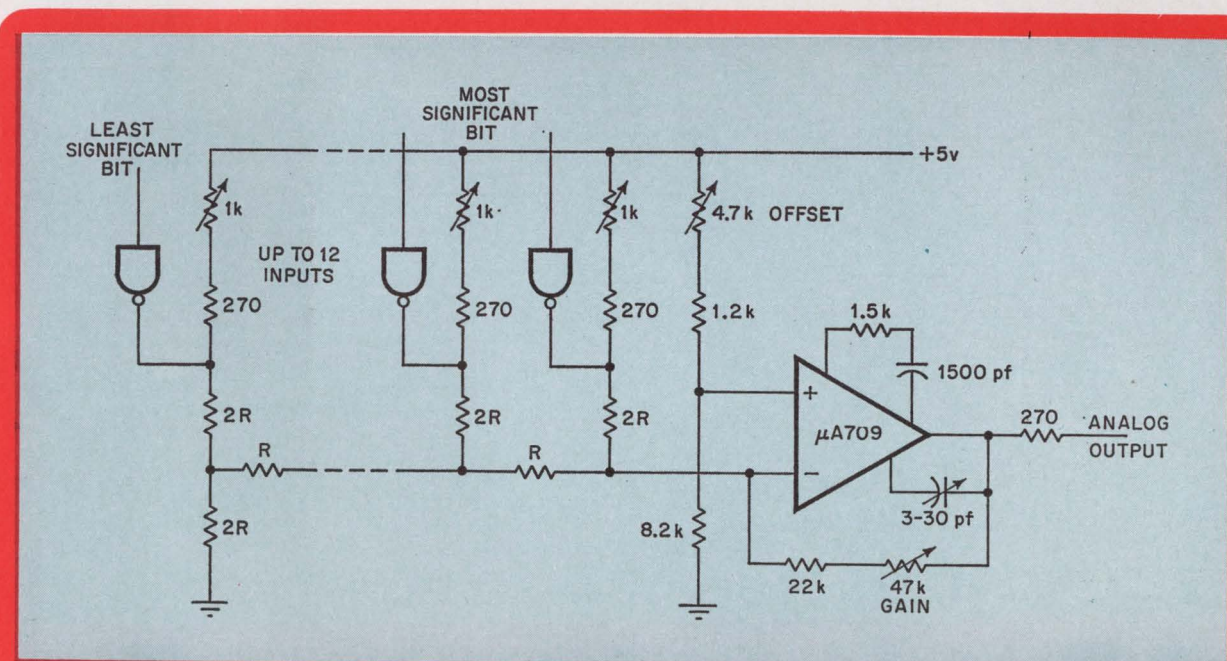 LEAST
SIGNIFICANT
BIT
MOST
SIGNIFICANT
BIT
+5v
1k
1k
1k
4.7k OFFSET
UP TO 12
INPUTS
270
270
270
1.2k
1.5k
1500 pf
2R
2R
2R
+
μA709
270
ANALOG
OUTPUT
R
R
−
3-30 pf
2R
8.2k
22k
47k
GAIN